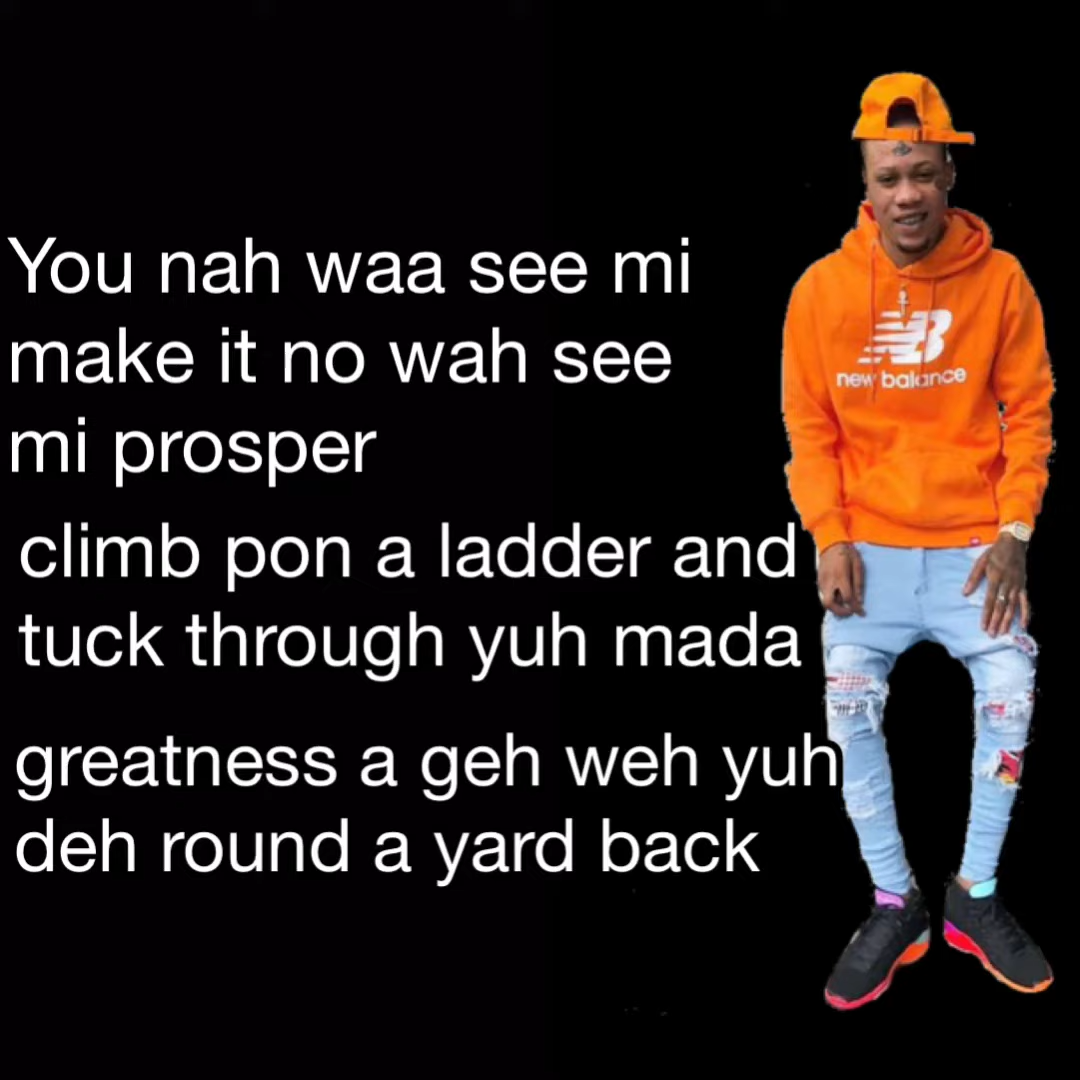 You nah waa see mi
make it no wah see
mi prosper
climb pon a ladder and
tuck through yuh mada
greatness a geh weh yuh
deh round a yard back
NB
new balance